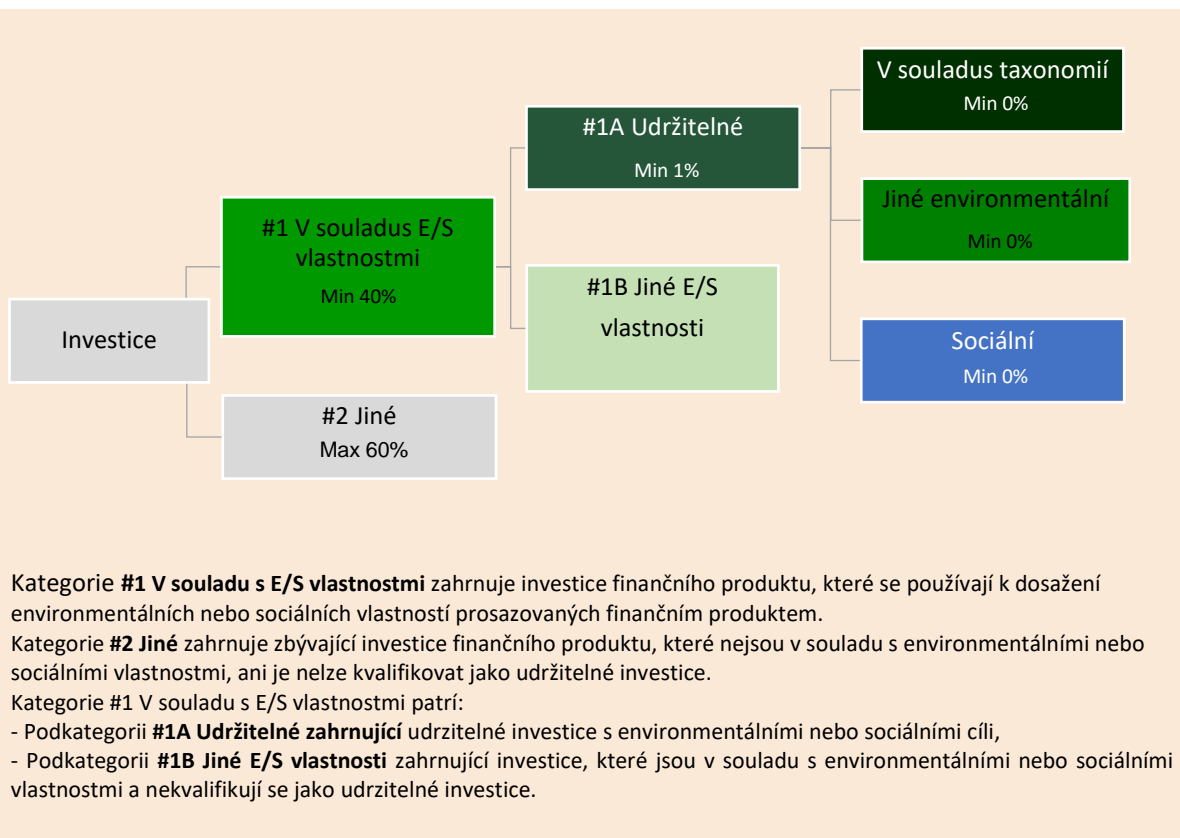 V souladus taxonomií
Min 0%
#1A Udržitelné
Min 1%
Jiné environmentální
Min 0%
#1 V souladus E/S
vlastnostmi
Min 40%
#1B Jiné E/S
vlastnosti
Investice
Sociální
Min 0%
#2 Jiné
Max 60%
Kategorie #1 V souladu s E/S vlastnostmi zahrnuje investice finančního produktu, které se používají k dosažení
environmentálních nebo sociálních vlastností prosazovaných finančním produktem.
Kategorie #2 Jiné zahrnuje zbývající investice finančního produktu, které nejsou v souladu s environmentálními nebo
sociálními vlastnostmi, ani je nelze kvalifikovat jako udržitelné investice.
Kategorie #1 V souladu s E/S vlastnostmi patrí:
- Podkategorii #1A Udržitelné zahrnující udrzitelné investice s environmentálními nebo sociálními cíli,
- Podkategorii #1B Jiné E/S vlastnosti zahrnující investice, které jsou v souladu s environmentálními nebo sociálními
vlastnostmi a nekvalifikují se jako udrzitelné investice.